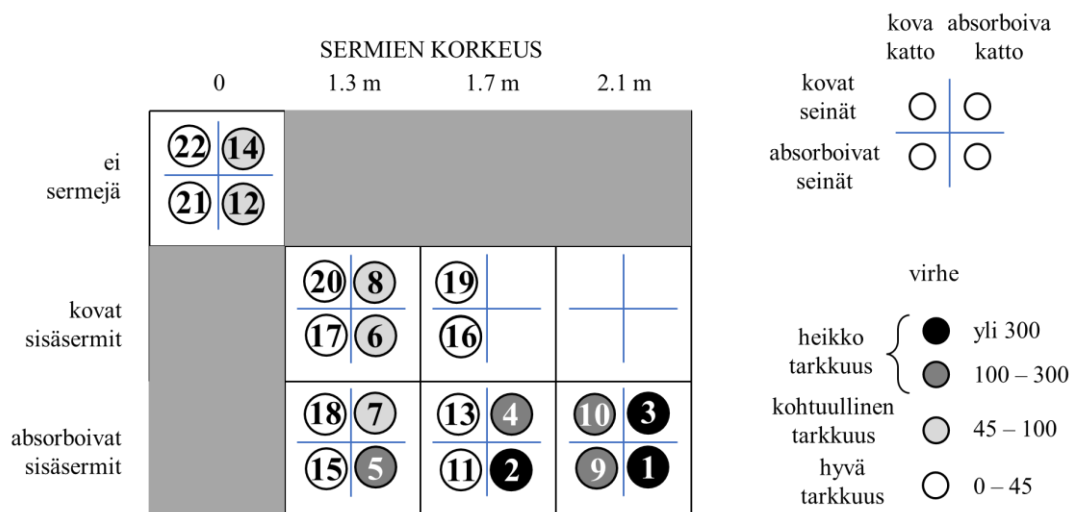 SERMIEN KORKEUS
0 1.3 m 1.7 m 2.1 m
ei
sermejä
22 14
21 12
kovat
sisäsermit
20 8 19
17 6 16
absorboivat
sisäsermit
18 7 13 4 10 3
15 5 11 2 9 1
kova absorboiva
katto katto
kovat
seinät
absorboivat
seinät
virhe
heikko
tarkkuus
yli 300
100 – 300
kohtuullinen
tarkkuus
45 – 100
hyvä
tarkkuus
0 – 45